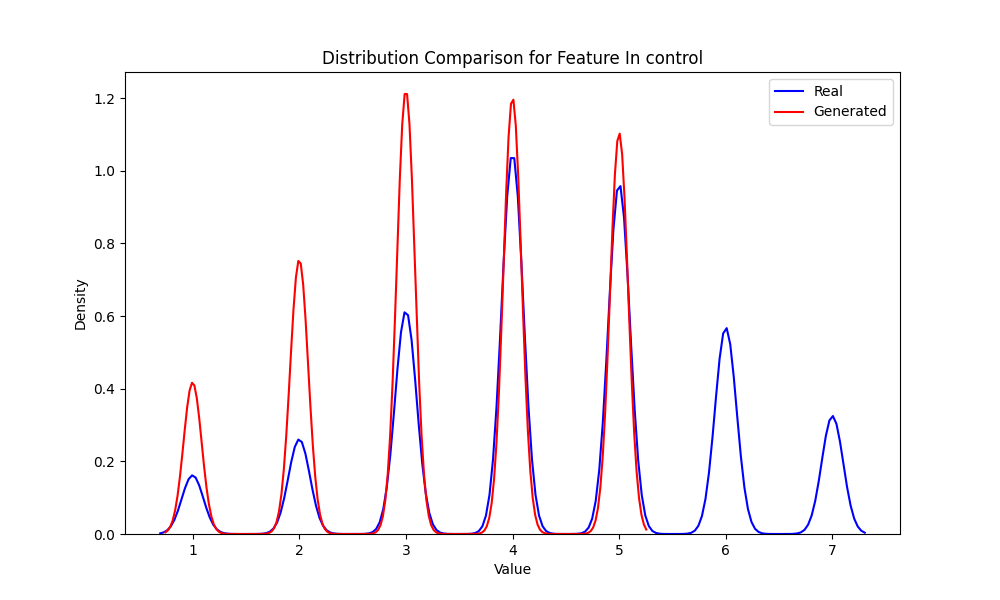 Distribution Comparison for Feature In control
Real
Generated
Density
1.2
1.0
0.8
0.6
0.4
0.2
0.0
1 2 3 4 5 6 7
Value